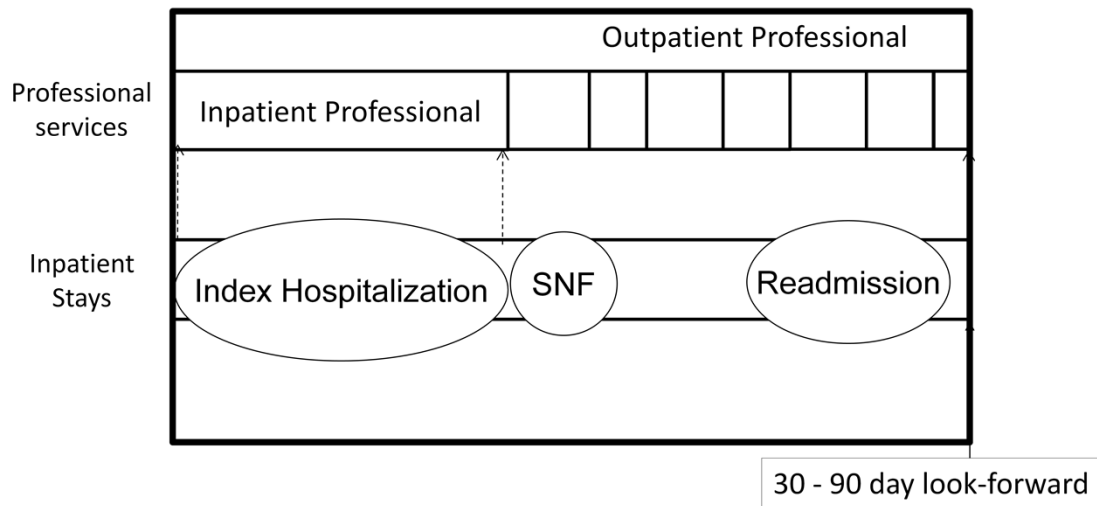 Outpatient Professional
Professional
services
Inpatient Professional
Inpatient
Stays
Index Hospitalization
SNF
Readmission
30 - 90 day look-forward